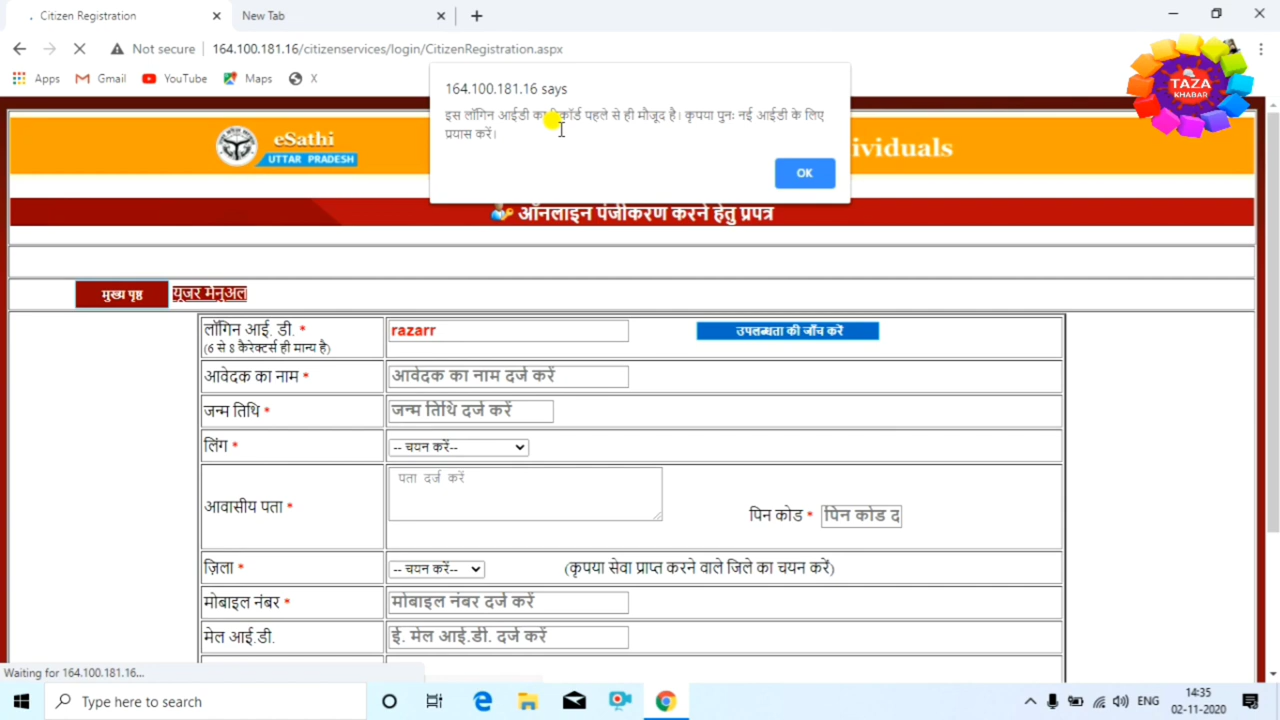 Citizen Registration
New Tab
Not secure
164.100.181.16/citizenservices/login/CitizenRegistration.aspx
Apps
Gmail
YouTube
Maps
X
TAZA
KHABAR
164.100.181.16 says
इस लॉगिन आईडी का रिकॉर्ड पहले से ही मौजूद है। कृपया पुनः नई आईडी के लिए
प्रयास करें।
OK
eSathi
UTTAR PRADESH
ividuals
ऑनलाइन पंजीकरण करने हेतु प्रपत्र
मुख्य पृष्ठ
यूजर मेनुअल
लॉगिन आई. डी. *
(6 से 8 कैरेक्टर्स ही मान्य है)
razarr
उपलब्धता की जाँच करें
आवेदक का नाम *
आवेदक का नाम दर्ज करें
जन्म तिथि *
जन्म तिथि दर्ज करें
लिंग *
-- चयन करें--
आवासीय पता *
पता दर्ज करें
पिन कोड *
पिन कोड द
ज़िला *
-- चयन करें--
(कृपया सेवा प्राप्त करने वाले जिले का चयन करें)
मोबाइल नंबर *
मोबाइल नंबर दर्ज करें
मेल आई.डी.
ई. मेल आई.डी. दर्ज करें
Waiting for 164.100.181.16...
Type here to search
ENG
14:35
02-11-2020